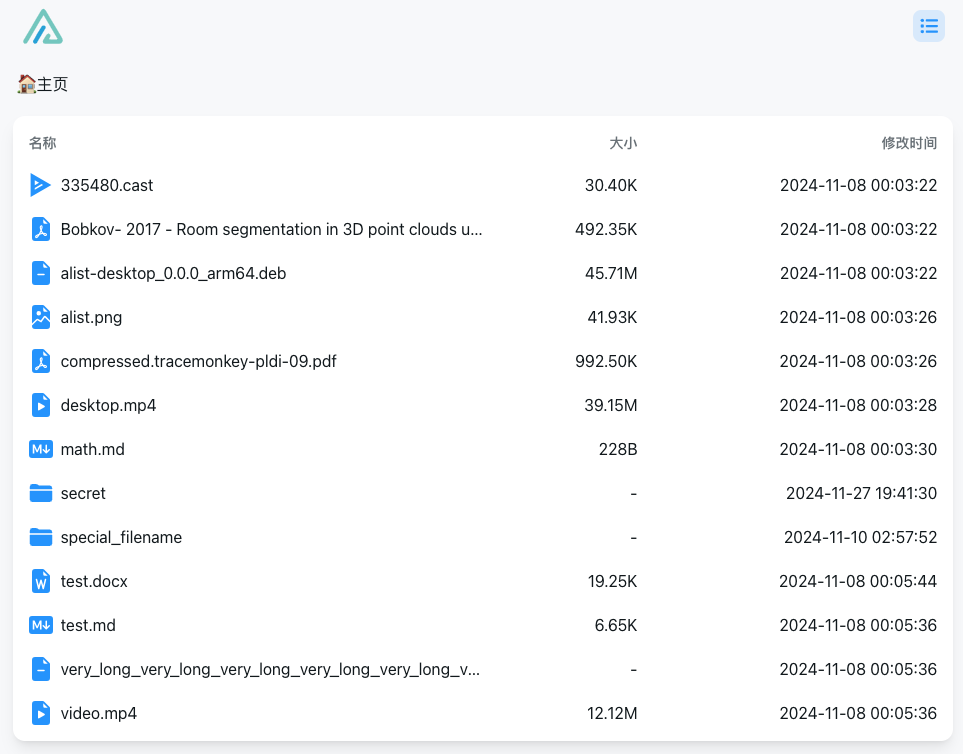 🏠主页
名称 大小 修改时间
335480.cast 30.40K 2024-11-08 00:03:22
Bobkov- 2017 - Room segmentation in 3D point clouds u... 492.35K 2024-11-08 00:03:22
alist-desktop_0.0.0_arm64.deb 45.71M 2024-11-08 00:03:22
alist.png 41.93K 2024-11-08 00:03:26
compressed.tracemonkey-pldi-09.pdf 992.50K 2024-11-08 00:03:26
desktop.mp4 39.15M 2024-11-08 00:03:28
M↓ math.md 228B 2024-11-08 00:03:30
secret - 2024-11-27 19:41:30
special_filename - 2024-11-10 02:57:52
W test.docx 19.25K 2024-11-08 00:05:44
M↓ test.md 6.65K 2024-11-08 00:05:36
very_long_very_long_very_long_very_long_very_long_v... - 2024-11-08 00:05:36
video.mp4 12.12M 2024-11-08 00:05:36